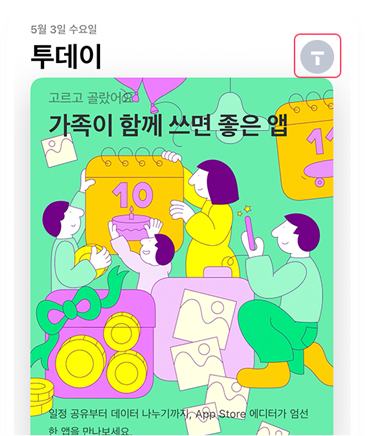 5월 3일 수요일
투데이
T
고르고 골랐어요
가족이 함께 쓰면 좋은 앱
11
10
일정 공유부터 데이터 나누기까지, App Store 에디터가 엄선
한 앱을 만나보세요.